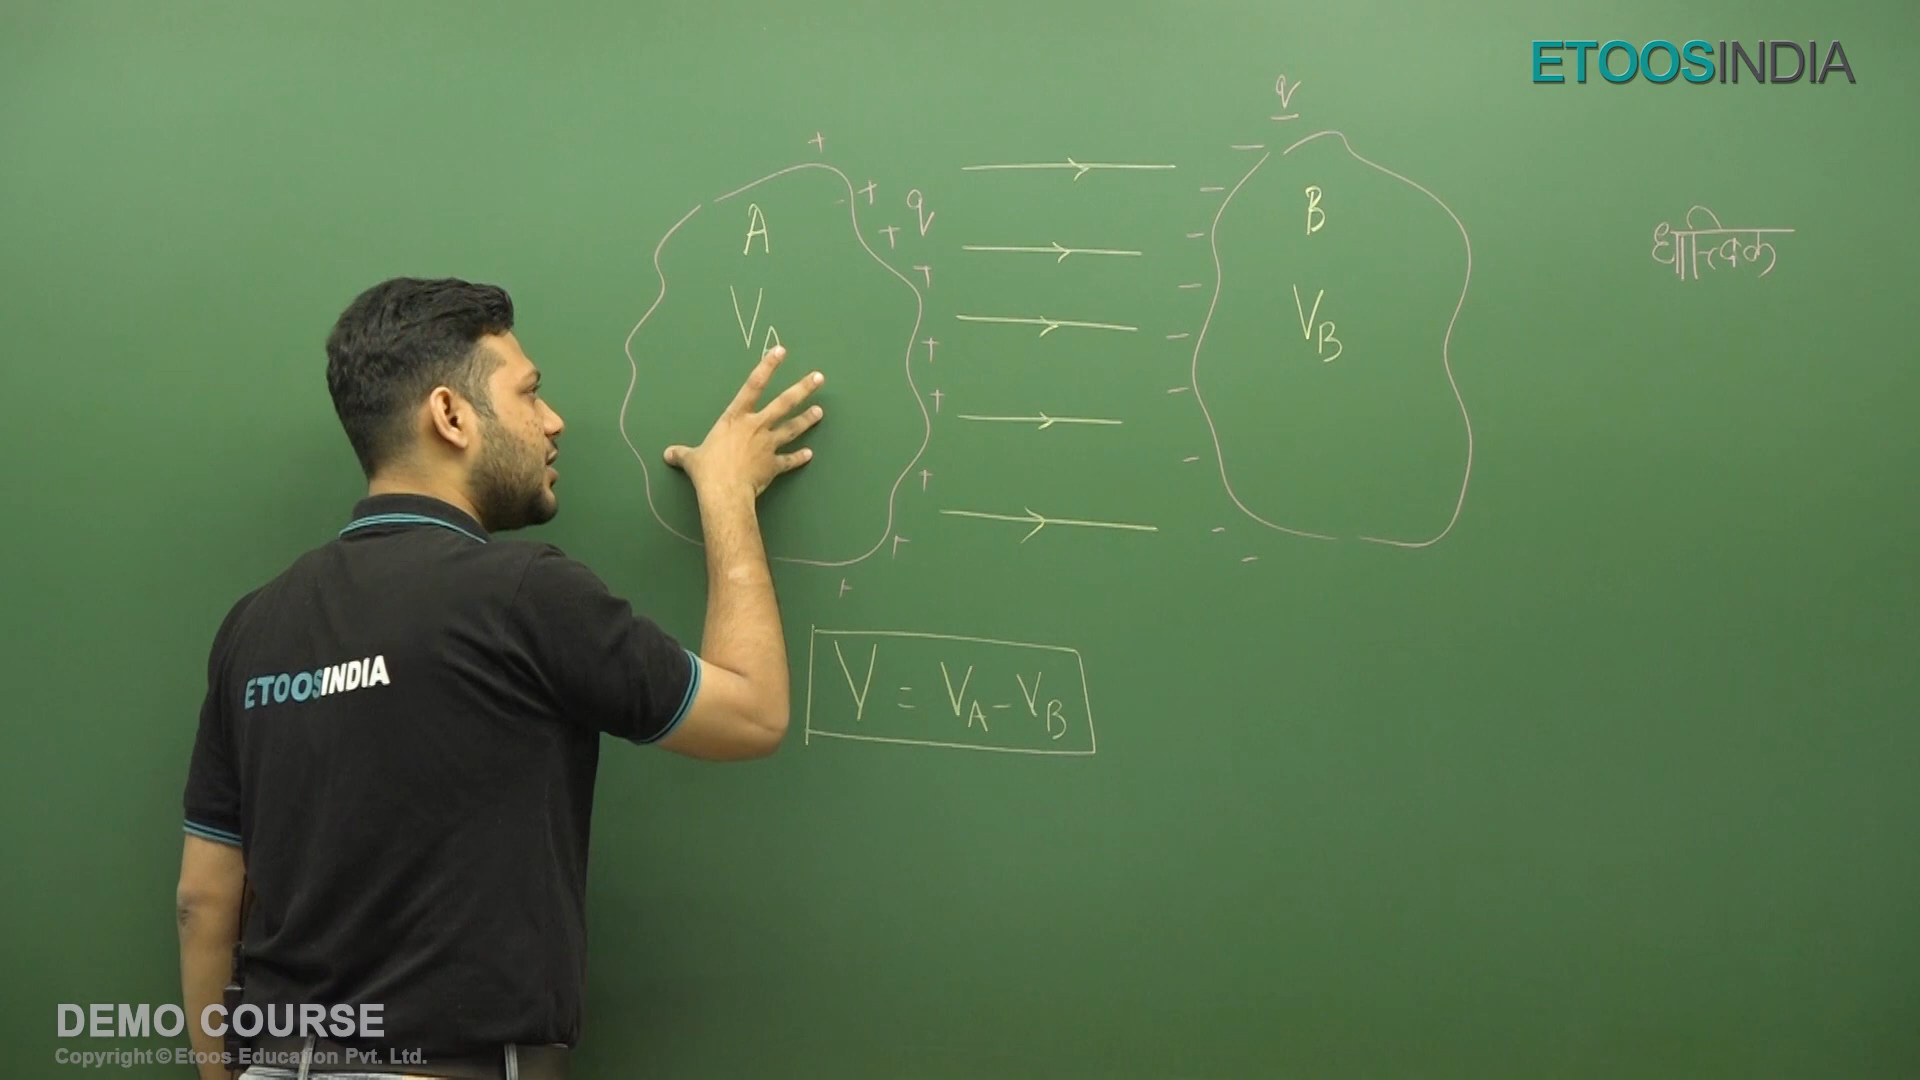 ETOOSINDIA
q
A
q
B
V_A
V_B
धात्विक
V = V_A - V_B
ETOOSINDIA
DEMO COURSE
Copyright © Etoos Education Pvt. Ltd.